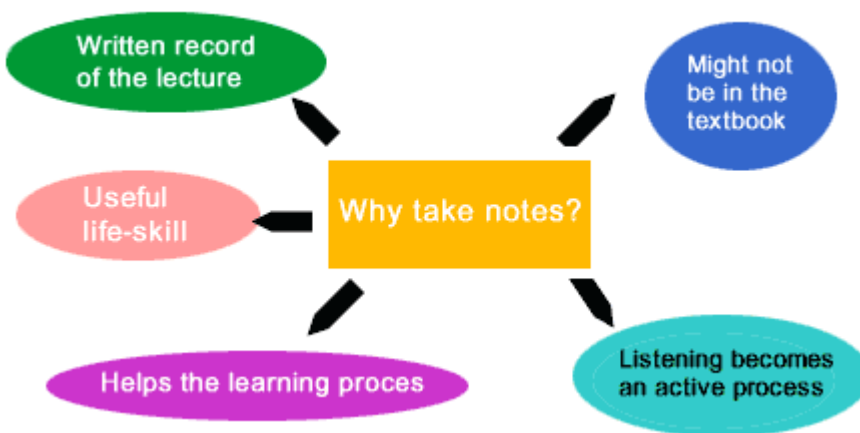 Written record
of the lecture
Might not
be in the
textbook
Useful
life-skill
Why take notes?
Helps the learning proces
Listening becomes
an active process